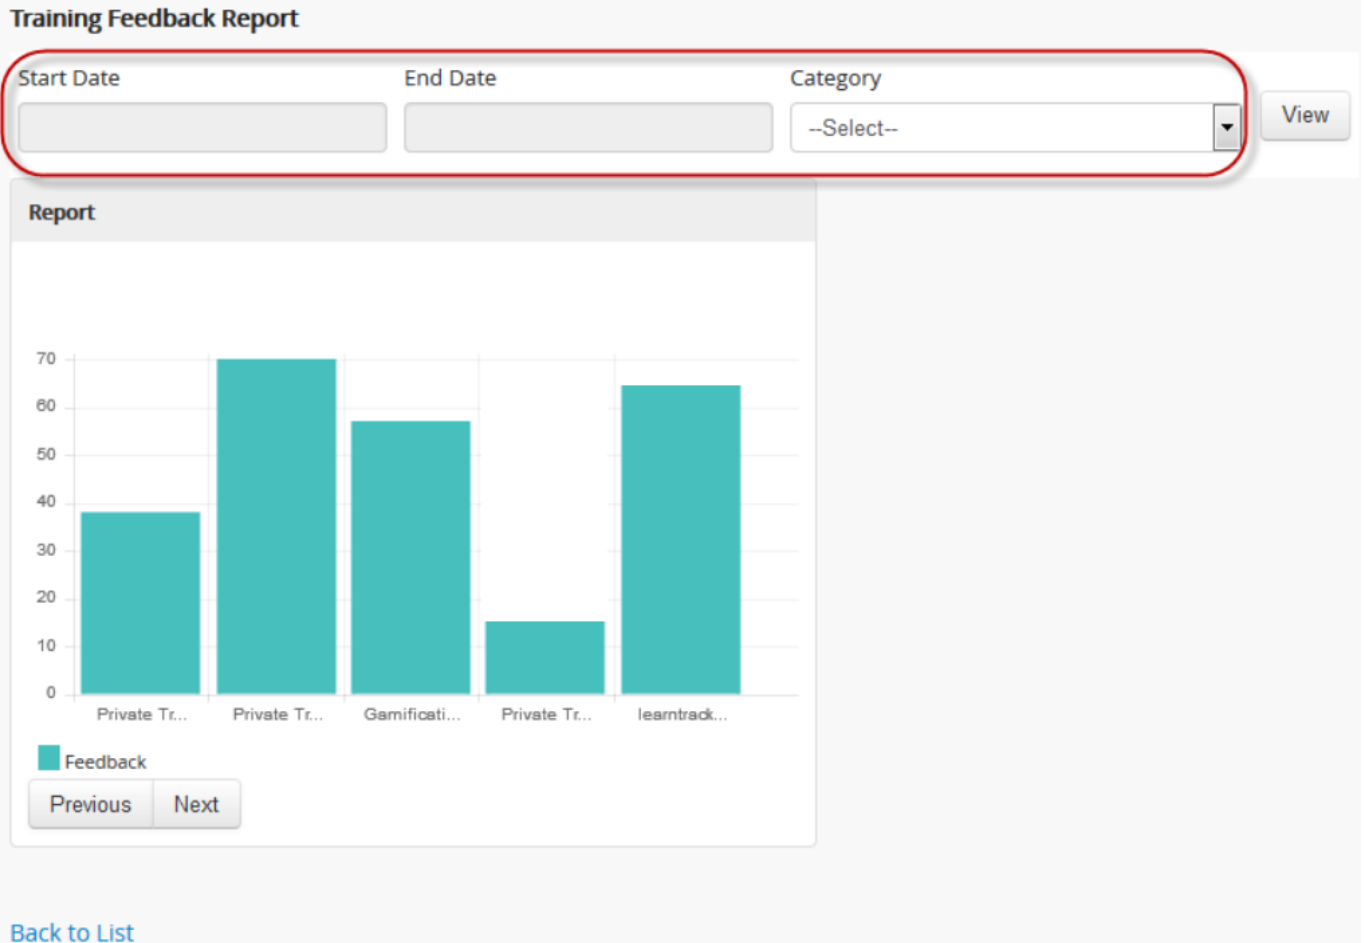 Training Feedback Report
Start Date End Date Category
--Select-- View
Report
70
60
50
40
30
20
10
0
Private Tr... Private Tr... Gamificati... Private Tr... learntrack...
Feedback
Previous Next
Back to List